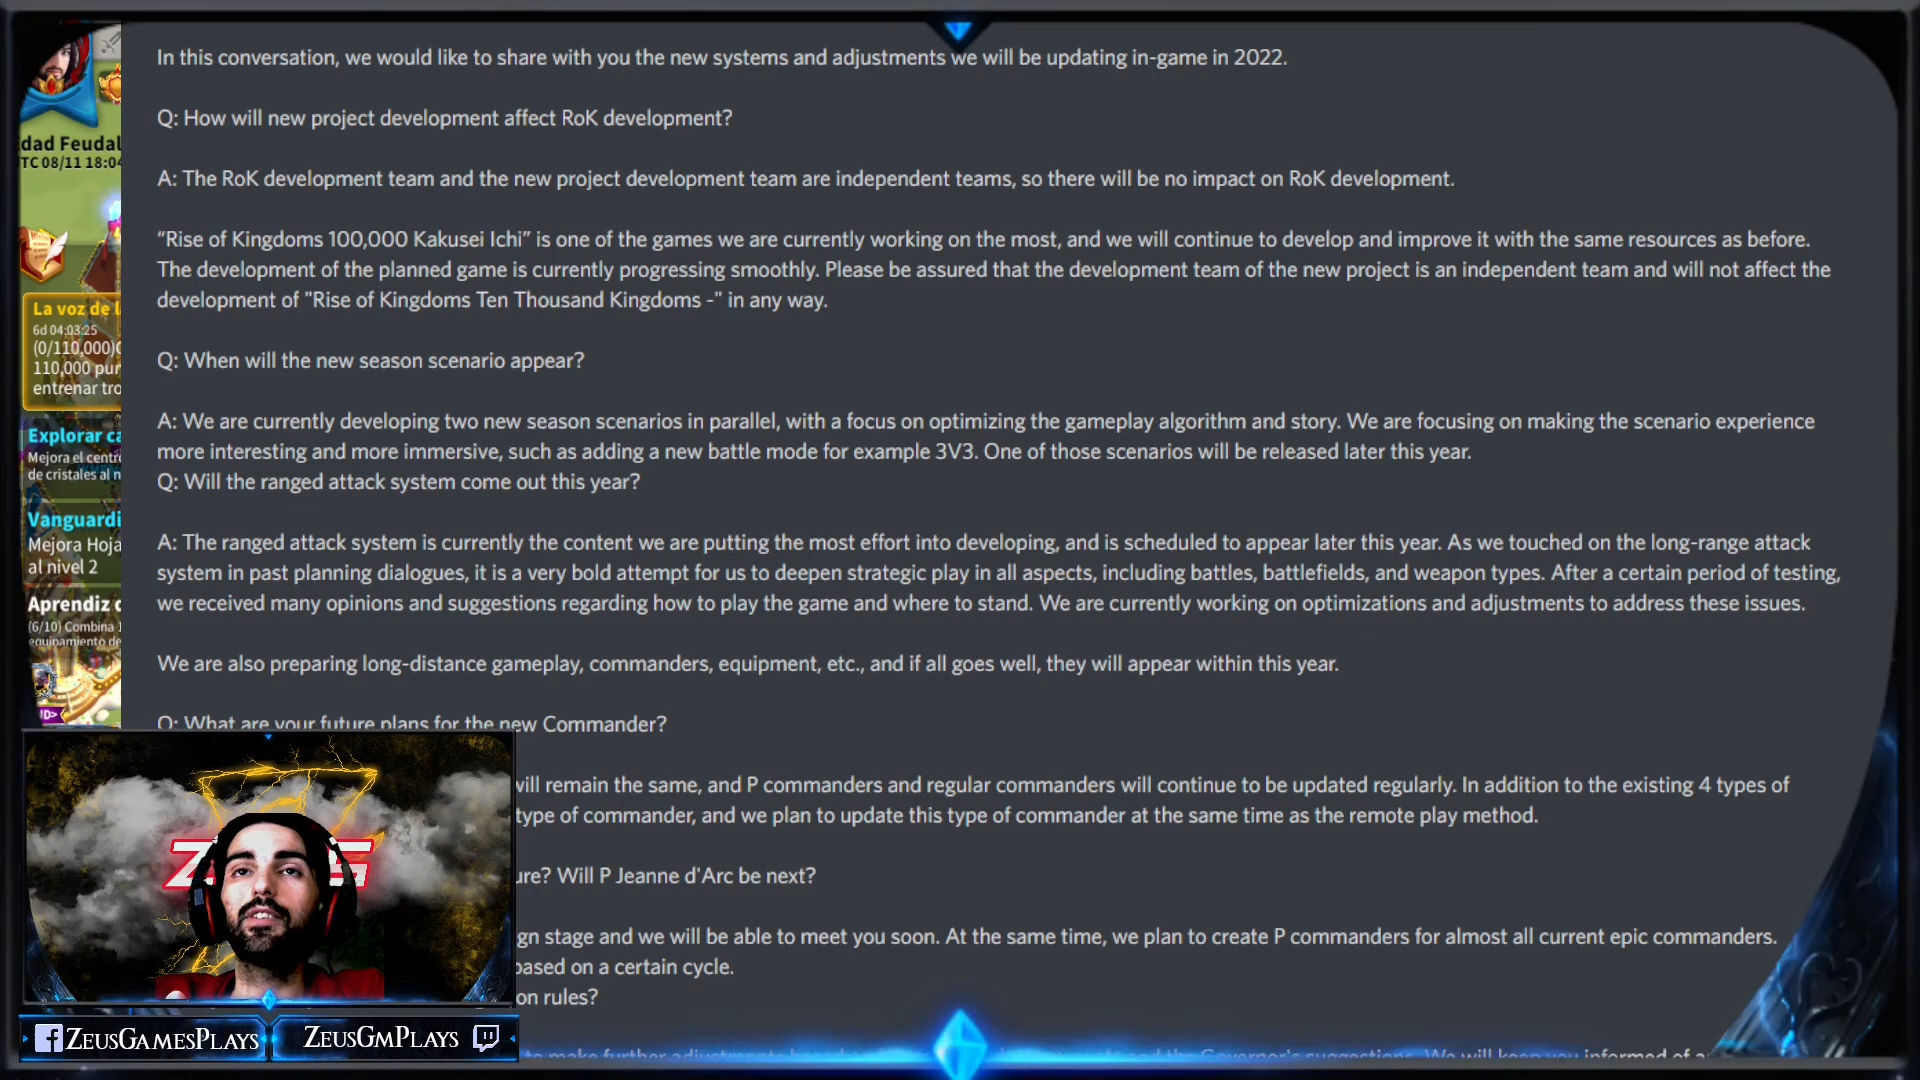 In this conversation, we would like to share with you the new systems and adjustments we will be updating in-game in 2022.
Q: How will new project development affect RoK development?
A: The RoK development team and the new project development team are independent teams, so there will be no impact on RoK development.
“Rise of Kingdoms 100,000 Kakusei Ichi” is one of the games we are currently working on the most, and we will continue to develop and improve it with the same resources as before.
The development of the planned game is currently progressing smoothly. Please be assured that the development team of the new project is an independent team and will not affect the
development of "Rise of Kingdoms Ten Thousand Kingdoms -" in any way.
Q: When will the new season scenario appear?
A: We are currently developing two new season scenarios in parallel, with a focus on optimizing the gameplay algorithm and story. We are focusing on making the scenario experience
more interesting and more immersive, such as adding a new battle mode for example 3V3. One of those scenarios will be released later this year.
Q: Will the ranged attack system come out this year?
A: The ranged attack system is currently the content we are putting the most effort into developing, and is scheduled to appear later this year. As we touched on the long-range attack
system in past planning dialogues, it is a very bold attempt for us to deepen strategic play in all aspects, including battles, battlefields, and weapon types. After a certain period of testing,
we received many opinions and suggestions regarding how to play the game and where to stand. We are currently working on optimizations and adjustments to address these issues.
We are also preparing long-distance gameplay, commanders, equipment, etc., and if all goes well, they will appear within this year.
Q: What are your future plans for the new Commander?
will remain the same, and P commanders and regular commanders will continue to be updated regularly. In addition to the existing 4 types of
type of commander, and we plan to update this type of commander at the same time as the remote play method.
ure? Will P Jeanne d'Arc be next?
gn stage and we will be able to meet you soon. At the same time, we plan to create P commanders for almost all current epic commanders.
based on a certain cycle.
on rules?
to make further adjustments
and the Governor's suggestions. We will keep you informed of a
dad Feudal
TC 08/11 18:04
La voz de l
6d 04:03:25
(0/110,000)
110,000 pun
entrenar tro
Explorar ca
Mejora el centr
de cristales al n
Vanguardi
Mejora Hoja
al nivel 2
Aprendiz d
(6/10) Combina 1
equipamiento de
ZEUSGAMESPLAYS
ZEUSGMPLAYS